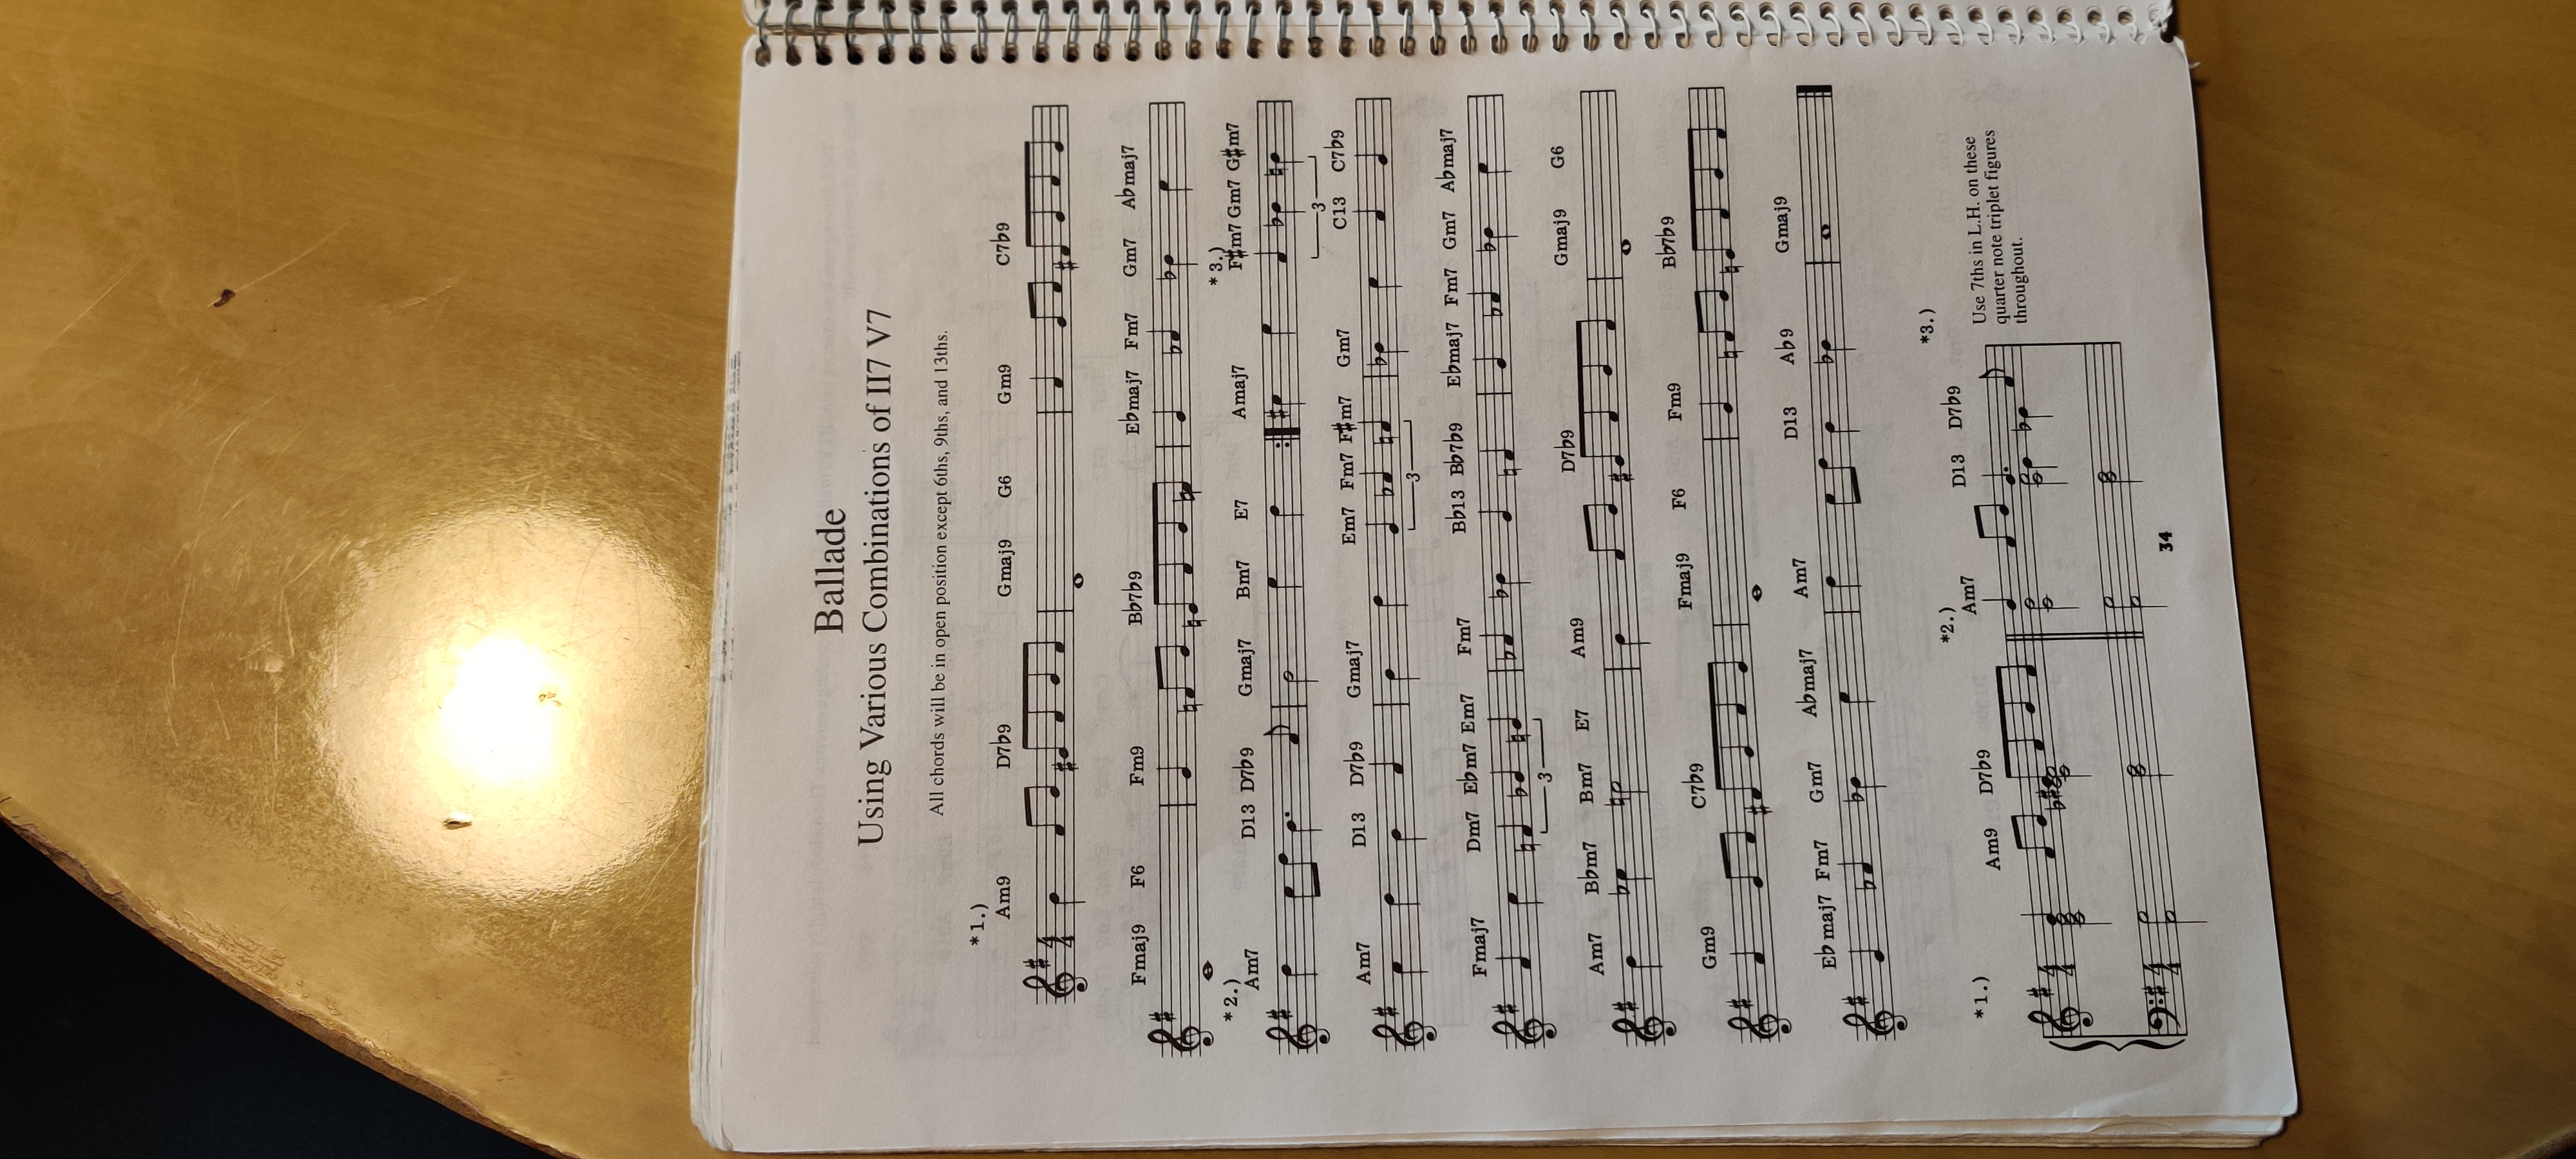 Ballade
Using Various Combinations of II7 V7
All chords will be in open position except 6ths, 9ths, and 13ths.
*1.)
Am9 D7♭9 Gmaj9 G6 Gm9 C7♭9
4
4
Fmaj9 F6 Fm9 B♭7♭9 E♭maj7 Fm7 Gm7 A♭maj7
*2.) *3.)
Am7 D13 D7♭9 Gmaj7 Bm7 E7 Amaj7 F♯m7 Gm7 G♯m7
3
Am7 D13 D7♭9 Gmaj7 Em7 Fm7 F♯m7 Gm7 C13 C7♭9
3
Fmaj7 Dm7 E♭m7 Em7 Fm7 B♭13 B♭7♭9 E♭maj7 Fm7 Gm7 A♭maj7
3
Am7 B♭m7 Bm7 E7 Am9 D7♭9 Gmaj9 G6
Gm9 C7♭9 Fmaj9 F6 Fm9 B♭7♭9
E♭maj7 Fm7 Gm7 A♭maj7 Am7 D13 A♭9 Gmaj9
*1.) *2.) *3.)
Am9 D7♭9 Am7 D13 D7♭9
4
4
4
4
Use 7ths in L.H. on these
quarter note triplet figures
throughout.
34